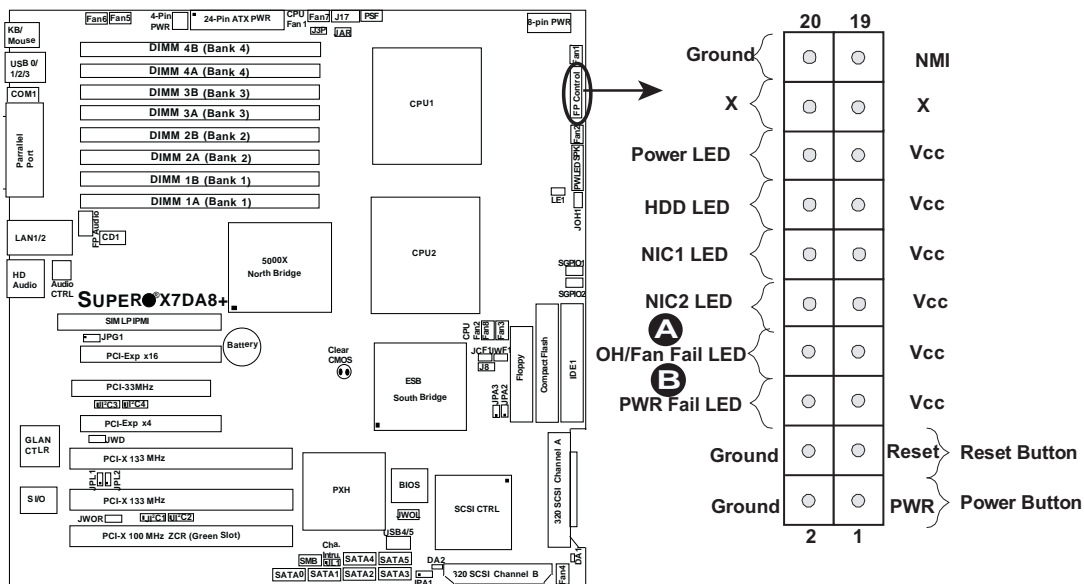 Fan6 Fan5
4-Pin
PWR
24-Pin ATX PWR
CPU
Fan 1
Fan7
J17
PSF
J3P
JAR
8-pin PWR
KB/
Mouse
USB 0/
1/2/3
COM1
Parrallel
Port
DIMM 4B (Bank 4)
DIMM 4A (Bank 4)
DIMM 3B (Bank 3)
DIMM 3A (Bank 3)
DIMM 2B (Bank 2)
DIMM 2A (Bank 2)
DIMM 1B (Bank 1)
DIMM 1A (Bank 1)
CPU1
Fan1
FP Control
Fan2
PWLED SPK
LE1
JOH1
LAN1/2
FP Audio
CD1
HD
Audio
Audio
CTRL
5000X
North Bridge
CPU2
SGPIO1
SGPIO2
SUPER ®X7DA8+
SIM LP IPMI
JPG1
PCI-Exp x16
Battery
Clear
CMOS
CPU
Fan2
Fan8
Fan3
JCF1
JWF1
J8
Floppy
Compact Flash
IDE1
PCI-33MHz
JI²C3 JI²C4
PCI-Exp x4
ESB
South Bridge
JPA3
JPA2
GLAN
CTLR
JWD
PCI-X 133 MHz
JPL1
JPL2
S I/O
PCI-X 133 MHz
JWOR
JI²C1 JI²C2
PCI-X 100 MHz ZCR (Green Slot)
PXH
BIOS
JWOL
USB4/5
SCSI CTRL
320 SCSI Channel A
Cha.
Intru.
SMB
JL1
SATA4 SATA5
SATA0 SATA1 SATA2 SATA3
DA2
JPA1
320 SCSI Channel B
DA1
Fan4
20 19
Ground NMI
X X
Power LED Vcc
HDD LED Vcc
NIC1 LED Vcc
NIC2 LED Vcc
A
OH/Fan Fail LED Vcc
B
PWR Fail LED Vcc
Ground Reset Reset Button
Ground PWR Power Button
2 1